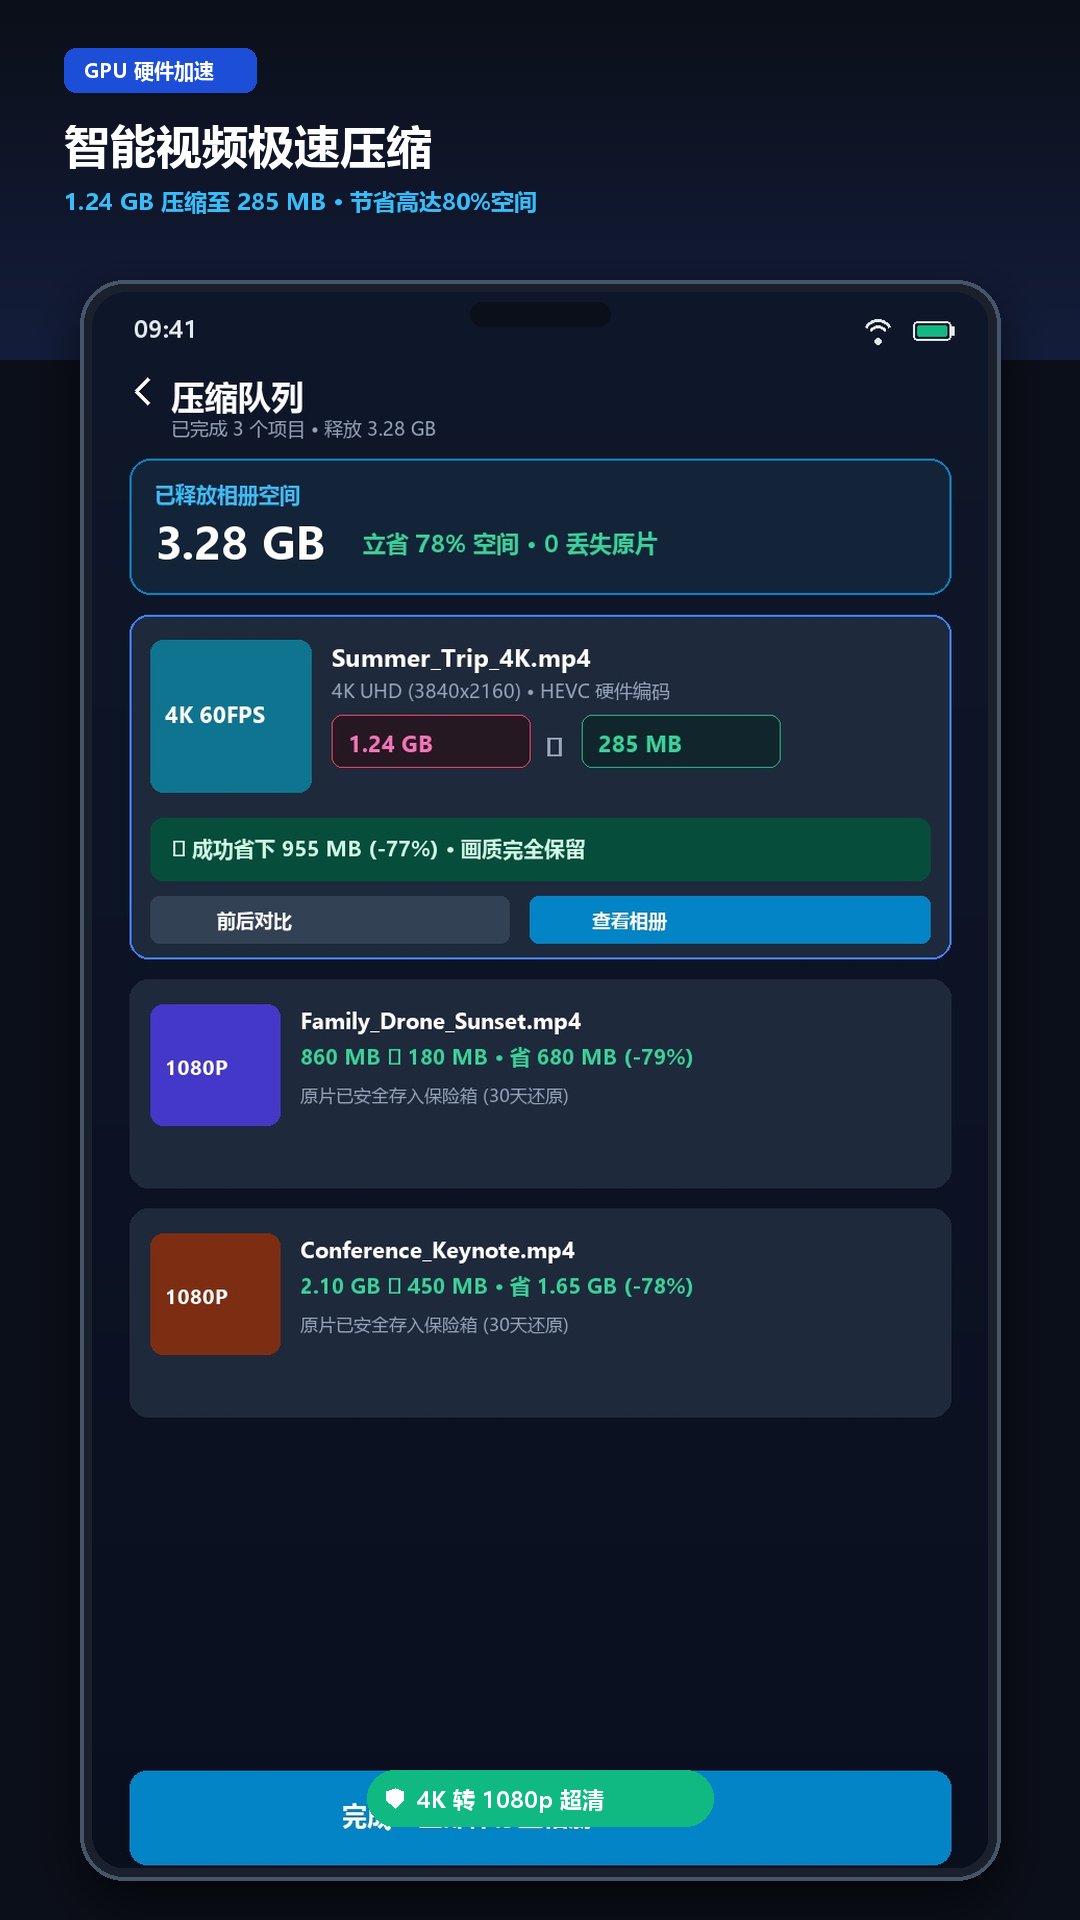 GPU 硬件加速
智能视频极速压缩
1.24 GB 压缩至 285 MB • 节省高达80%空间
09:41
压缩队列
已完成 3 个项目 • 释放 3.28 GB
已释放相册空间
3.28 GB 立省 78% 空间 • 0 丢失原片
4K 60FPS
Summer_Trip_4K.mp4
4K UHD (3840x2160) • HEVC 硬件编码
1.24 GB 285 MB
成功省下 955 MB (-77%) • 画质完全保留
前后对比
查看相册
1080P
Family_Drone_Sunset.mp4
860 MB 180 MB • 省 680 MB (-79%)
原片已安全存入保险箱 (30天还原)
1080P
Conference_Keynote.mp4
2.10 GB 450 MB • 省 1.65 GB (-78%)
原片已安全存入保险箱 (30天还原)
4K 转 1080p 超清
完成